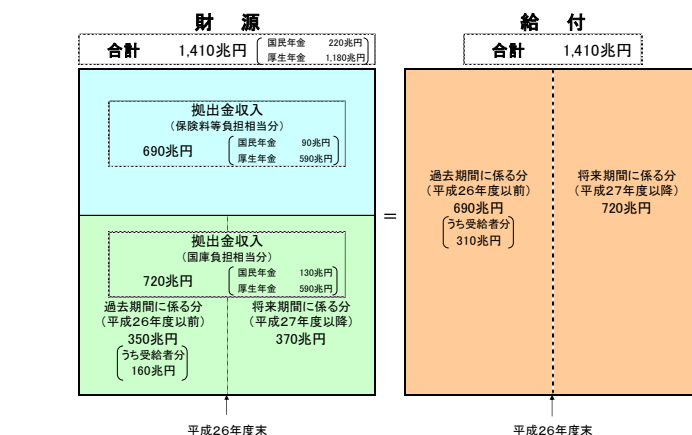 財　源
合計 1,410兆円 国民年金 220兆円
厚生年金 1,180兆円
拠出金収入
（保険料等負担相当分）
690兆円 国民年金 90兆円
厚生年金 590兆円
拠出金収入
（国庫負担相当分）
720兆円 国民年金 130兆円
厚生年金 590兆円
過去期間に係る分
（平成26年度以前）
350兆円
うち受給者分
160兆円
将来期間に係る分
（平成27年度以降）
370兆円
平成26年度末
＝
給　付
合計 1,410兆円
過去期間に係る分
（平成26年度以前）
690兆円
うち受給者分
310兆円
将来期間に係る分
（平成27年度以降）
720兆円
平成26年度末